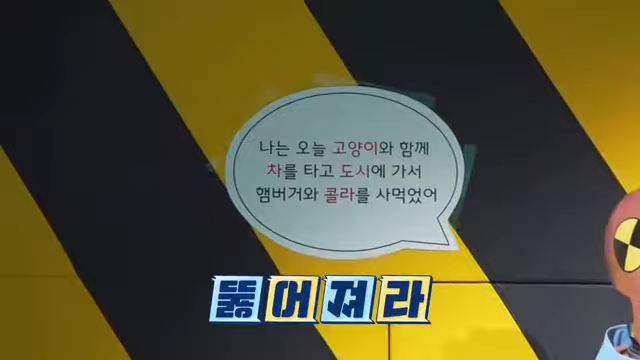 나는 오늘 고양이와 함께
차를 타고 도시에 가서
햄버거와 콜라를 사먹었어
뚫어져라